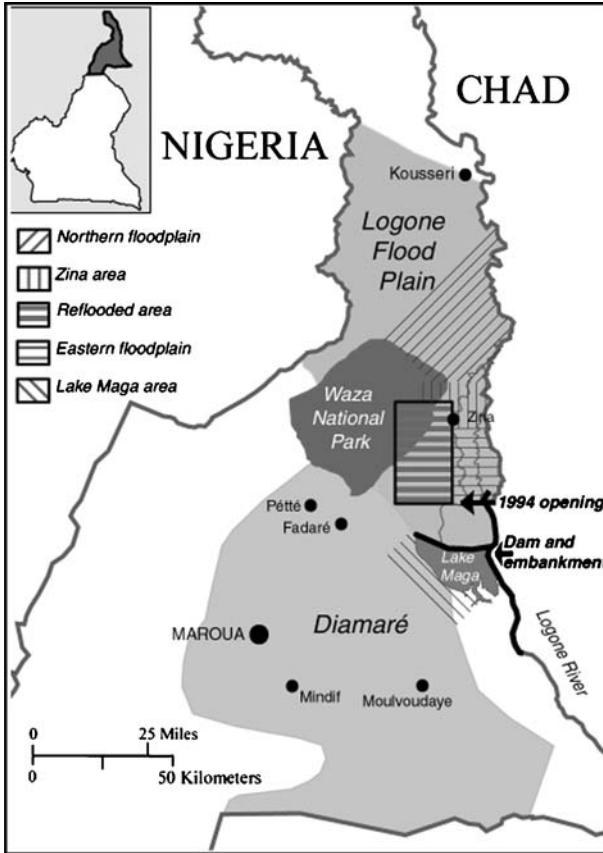 CHAD
NIGERIA
Kousseri
Logone
Flood
Plain
Northern floodplain
Zina area
Reflooded area
Eastern floodplain
Lake Maga area
Waza
National
Park
Zina
1994 opening
Pétté
Fadaré
Dam and
embankment
Lake
Maga
MAROUA
Diamaré
Logone River
Mindif
Moulvoudaye
0 25 Miles
0 50 Kilometers